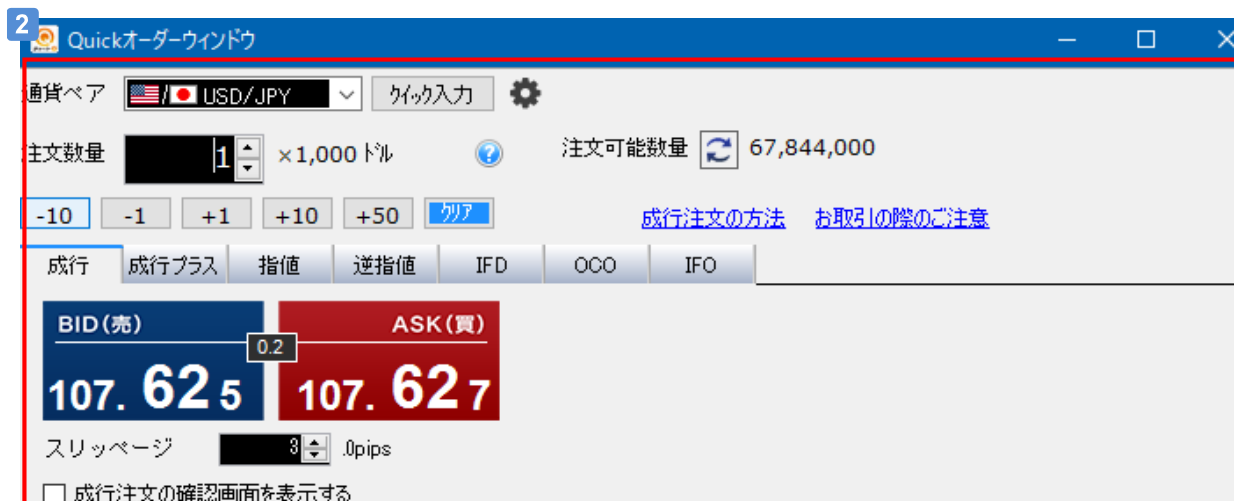 2
Quickオーダーウィンドウ
通貨ペア USD/JPY クイック入力
注文数量 1 ×1,000 ドル ? 注文可能数量 67,844,000
-10 -1 +1 +10 +50 クリア 成行注文の方法 お取引の際のご注意
成行 成行プラス 指値 逆指値 IFD OCO IFO
BID(売) ASK(買)
0.2
107. 62 5 107. 62 7
スリッページ 3 .0pips
成行注文の確認画面を表示する